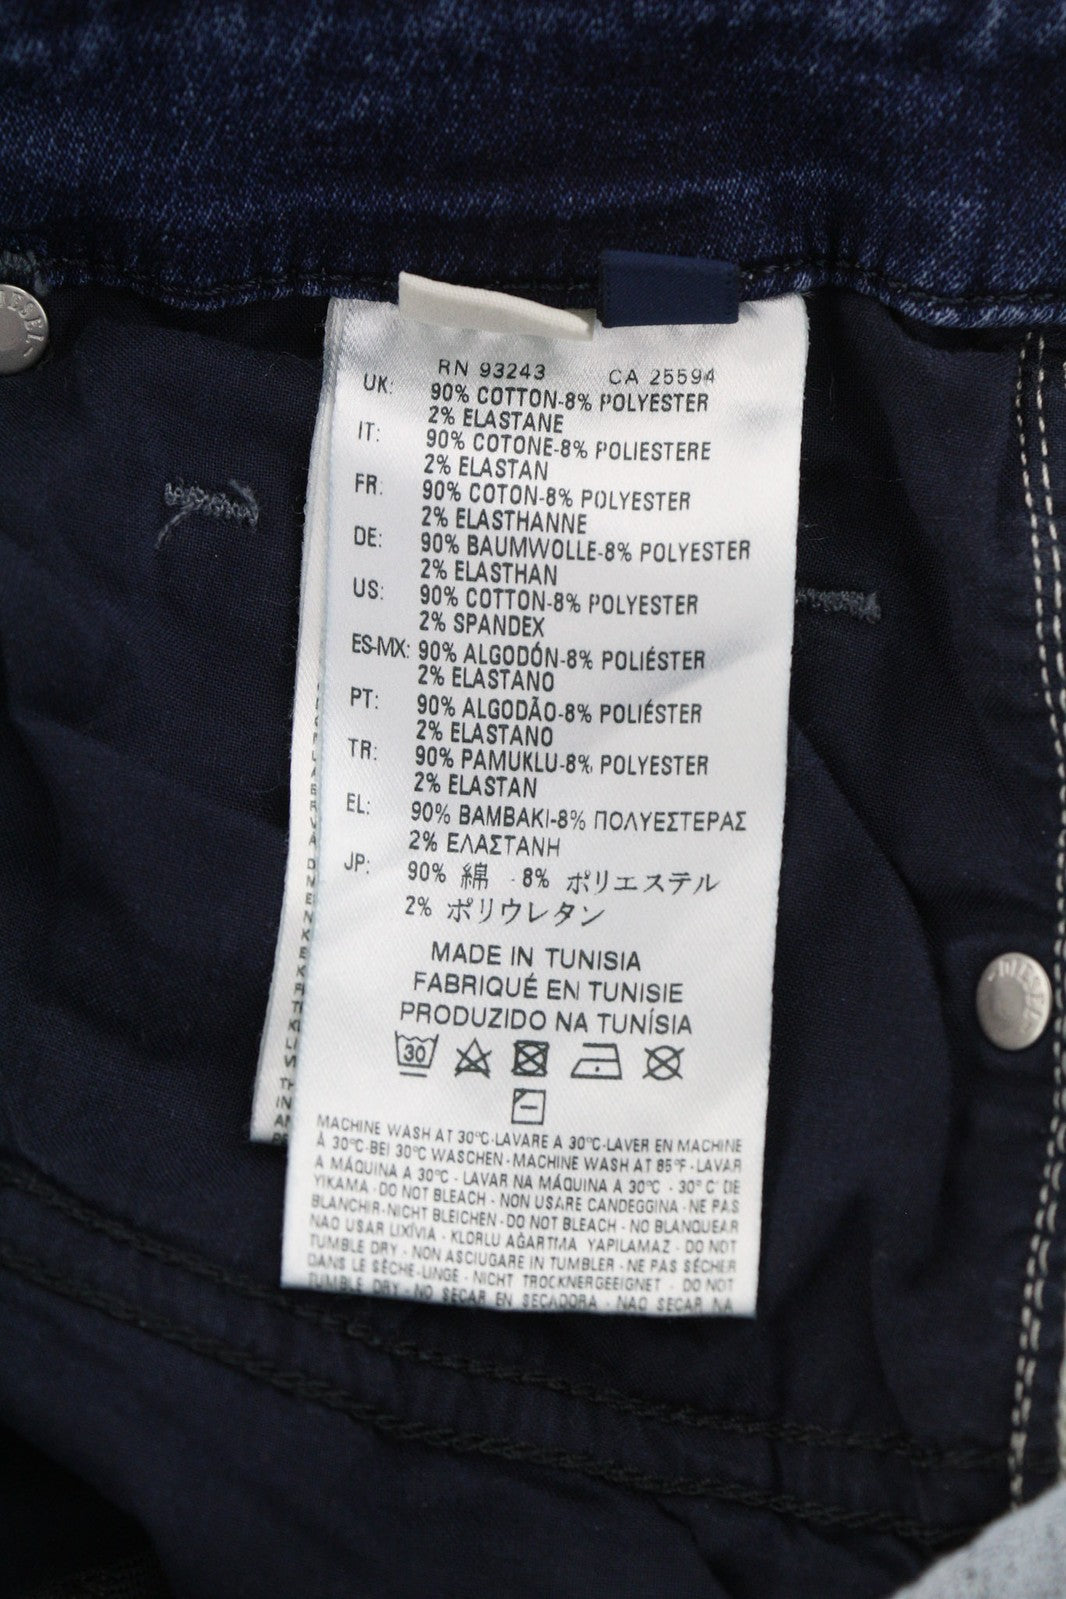 RN 93243 CA 25594
UK: 90% COTTON-8% POLYESTER
2% ELASTANE
IT: 90% COTONE-8% POLIESTERE
2% ELASTAN
FR: 90% COTON-8% POLYESTER
2% ELASTHANNE
DE: 90% BAUMWOLLE-8% POLYESTER
2% ELASTHAN
US: 90% COTTON-8% POLYESTER
2% SPANDEX
ES-MX: 90% ALGODÓN-8% POLIÉSTER
2% ELASTANO
PT: 90% ALGODÃO-8% POLIÉSTER
2% ELASTANO
TR: 90% PAMUKLU-8% POLYESTER
2% ELASTAN
EL: 90% BAMBAKI-8% ΠΟΛΥΕΣΤΕΡΑΣ
2% ΕΛΑΣΤΑΝΗ
JP: 90% 綿 -8% ポリエステル
2% ポリウレタン
MADE IN TUNISIA
FABRIQUÉ EN TUNISIE
PRODUZIDO NA TUNÍSIA
30
MACHINE WASH AT 30°C-LAVARE A 30°C-LAVER EN MACHINE
À 30°C-BEI 30°C WASCHEN - MACHINE WASH AT 85°F - LAVAR
A MÁQUINA A 30°C - LAVAR NA MÁQUINA A 30°C - 30° C' DE
YIKAMA - DO NOT BLEACH - NON USARE CANDEGGINA - NE PAS
BLANCHIR-NICHT BLEICHEN - DO NOT BLEACH - NO BLANQUEAR
NAO USAR LIXÍVIA - KLORLU AĞARTMA YAPILAMAZ - DO NOT
TUMBLE DRY - NON ASCIUGARE IN TUMBLER - NE PAS SÉCHER
DANS LE SÈCHE-LINGE - NICHT TROCKNERGEEIGNET - DO NOT
TUMBLE DRY - NO SECAR EN SECADORA - NAO SECAR NA
DIESEL
DIESEL